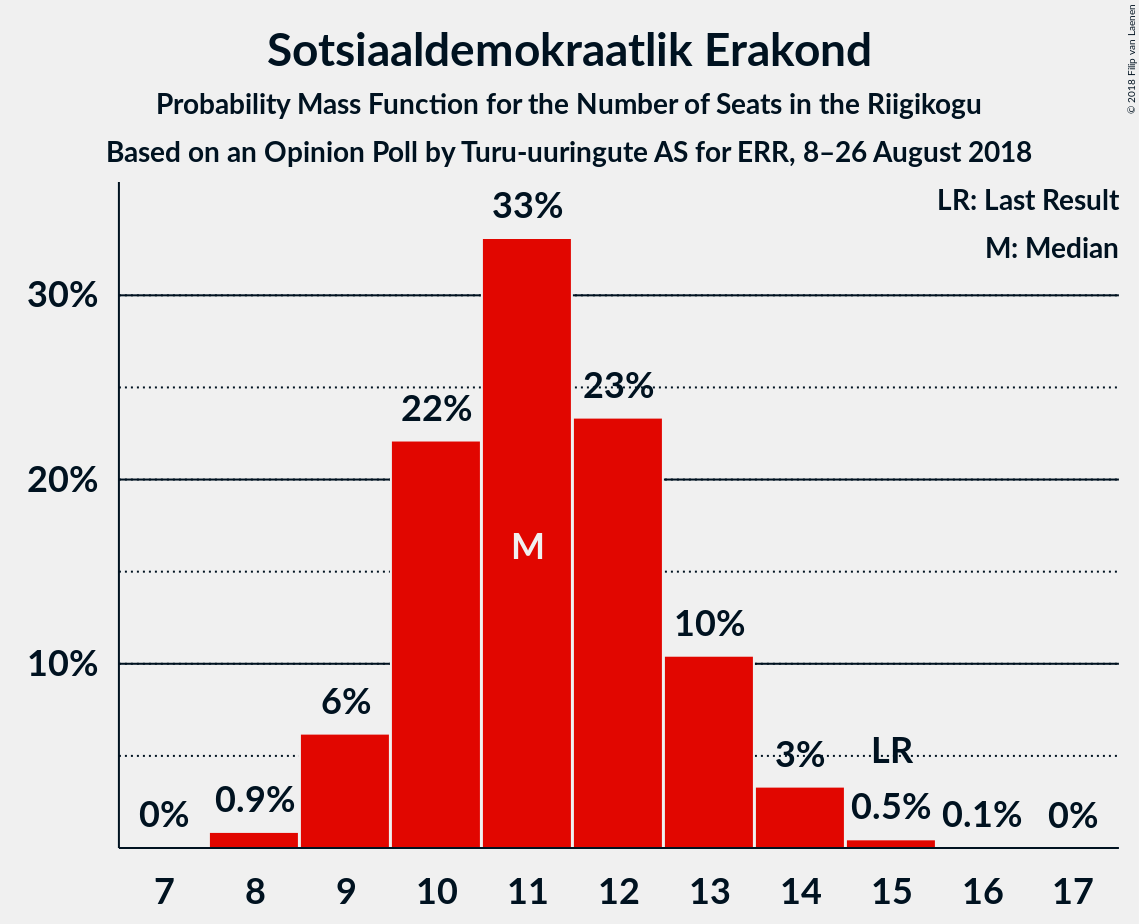 Sotsiaaldemokraatlik Erakond
Probability Mass Function for the Number of Seats in the Riigikogu
Based on an Opinion Poll by Turu-uuringute AS for ERR, 8–26 August 2018
© 2018 Filip van Laenen
LR: Last Result
M: Median
33%
30%
23%
22%
20%
M
10%
10%
6%
3%
LR
0%
0.9%
0.5%
0.1%
0%
7 8 9 10 11 12 13 14 15 16 17